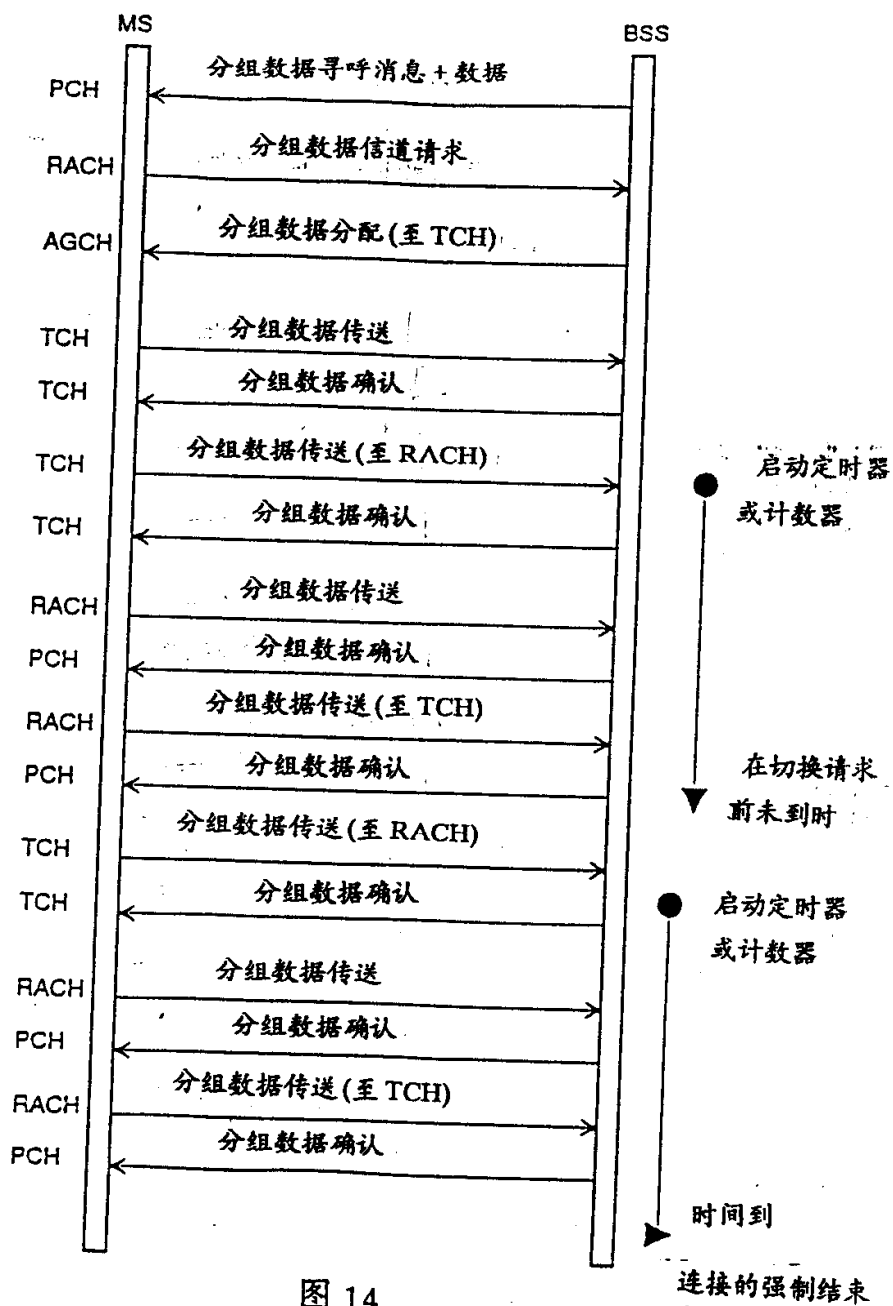 MS
BSS
PCH
分组数据寻呼消息+数据
RACH
分组数据信道请求
AGCH
分组数据分配(至TCH)
TCH
分组数据传送
TCH
分组数据确认
TCH
分组数据传送(至RACH)
启动定时器
或计数器
TCH
分组数据确认
RACH
分组数据传送
PCH
分组数据确认
RACH
分组数据传送(至TCH)
PCH
分组数据确认
在切换请求
前未到时
TCH
分组数据传送(至RACH)
TCH
分组数据确认
启动定时器
或计数器
RACH
分组数据传送
PCH
分组数据确认
RACH
分组数据传送(至TCH)
PCH
分组数据确认
时间到
连接的强制结束
图 14